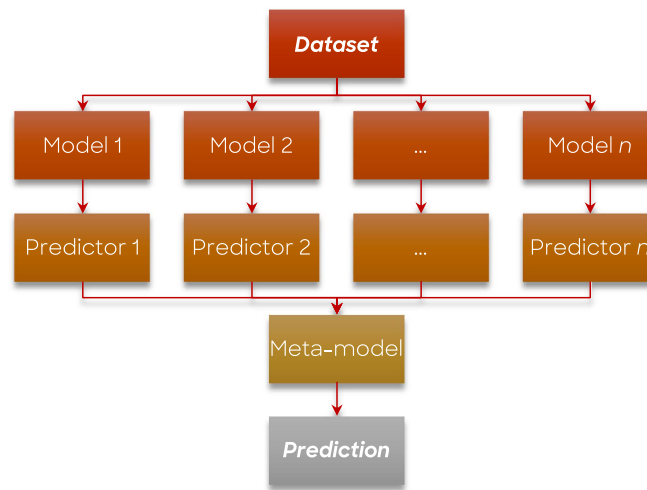 Dataset
Model 1
Model 2
...
Model n
Predictor 1
Predictor 2
...
Predictor n
Meta-model
Prediction